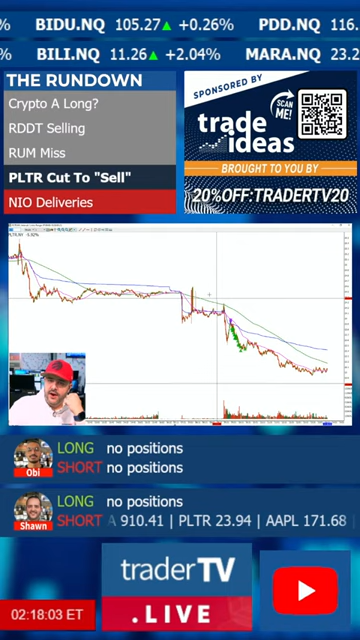 % BIDU.NQ 105.27 +0.26% PDD.NQ 116.
% BILI.NQ 11.26 +2.04% MARA.NQ 23.2
THE RUNDOWN
Crypto A Long?
RDDT Selling
RUM Miss
PLTR Cut To "Sell"
NIO Deliveries
SPONSORED BY
trade
ideas
SCAN
ME!
BROUGHT TO YOU BY
20%OFF:TRADERTV20
LONG no positions
SHORT no positions
Obi
LONG no positions
SHORT A 910.41 | PLTR 23.94 | AAPL 171.68 |
Shawn
traderTV
.LIVE
02:18:03 ET